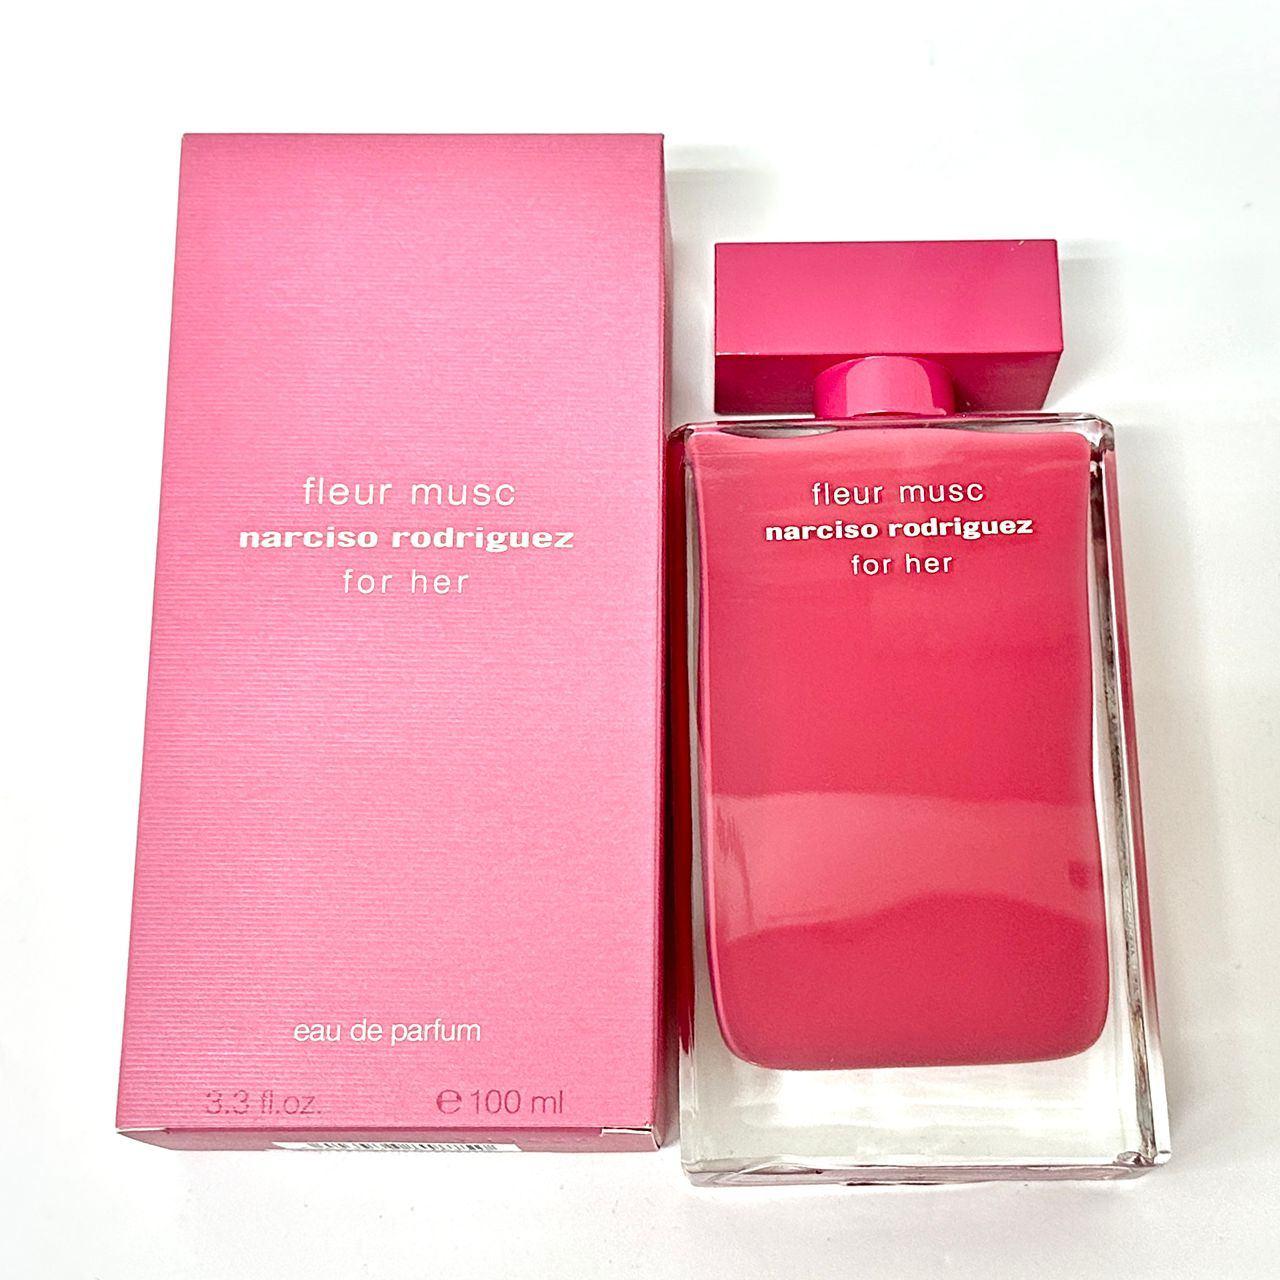 fleur musc
narciso rodriguez
for her
eau de parfum
3.3 fl.oz. ℮ 100 ml
fleur musc
narciso rodriguez
for her